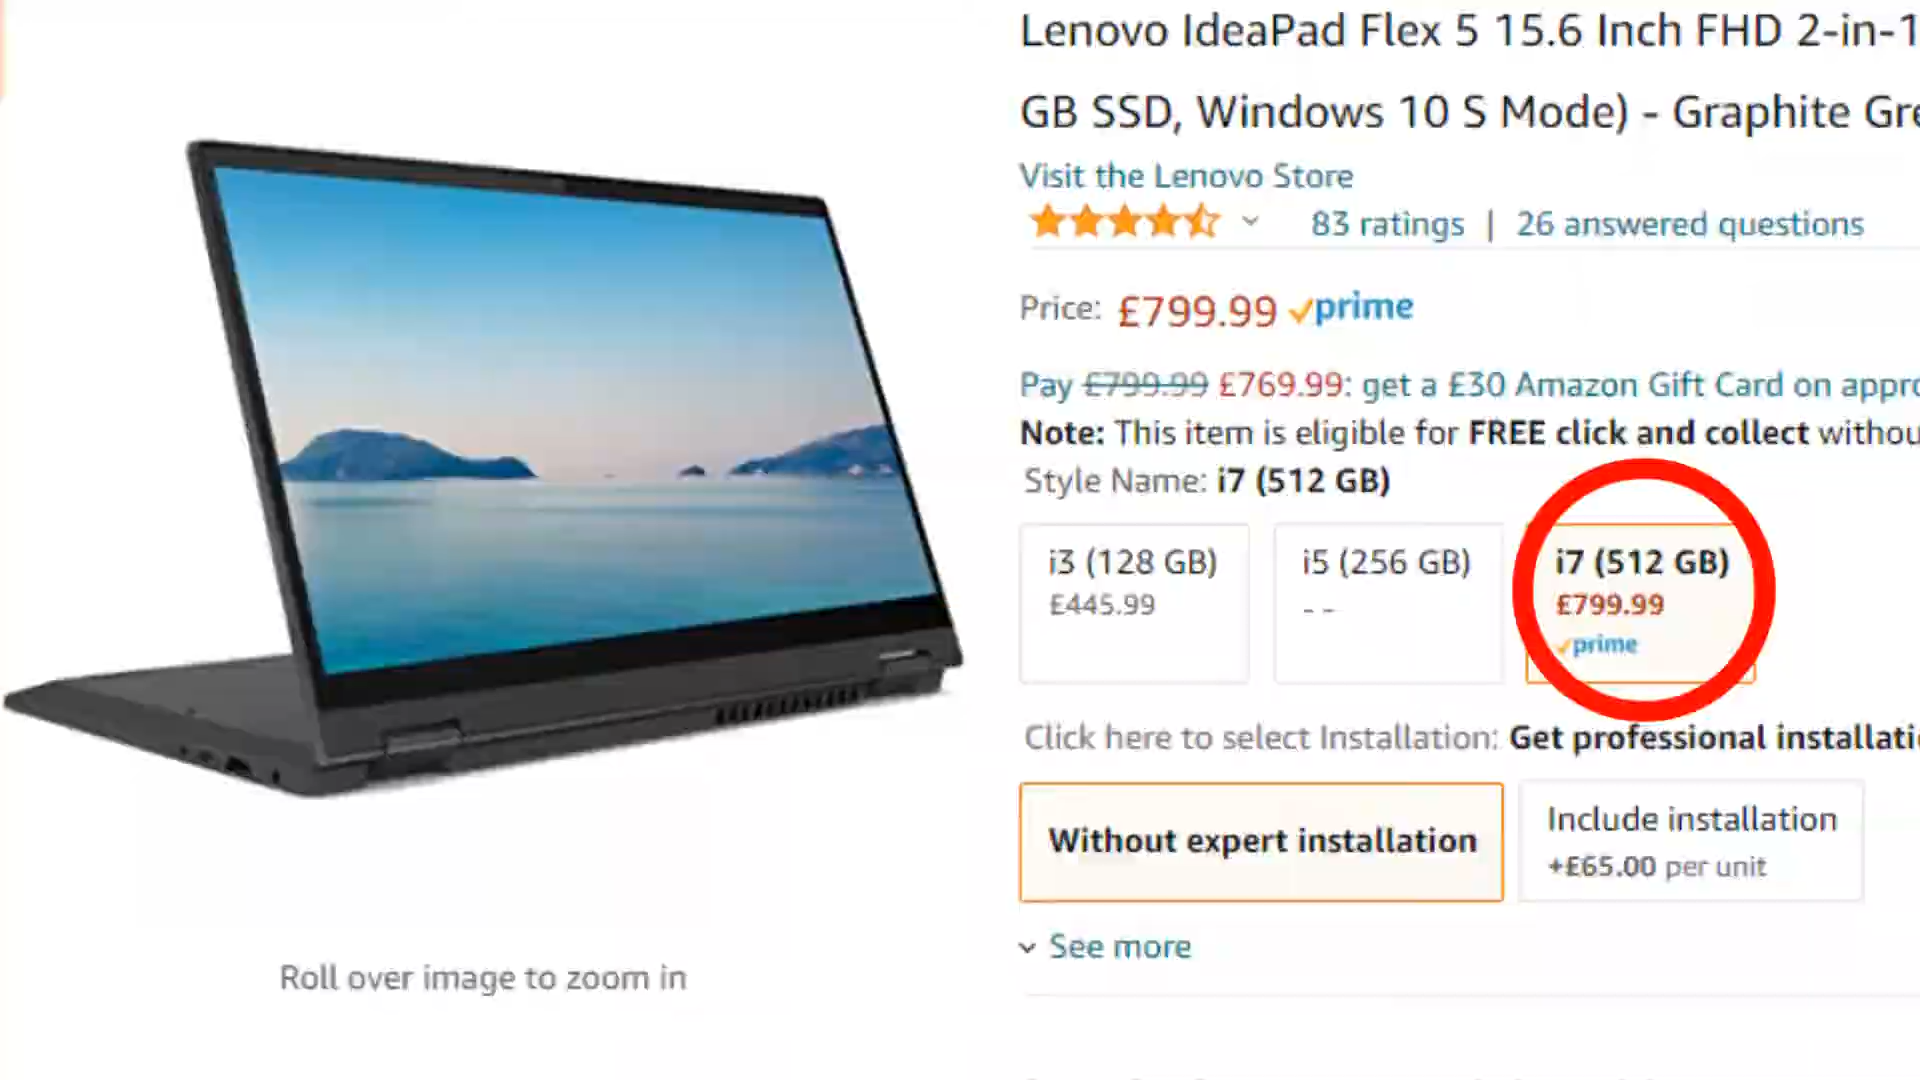 Lenovo IdeaPad Flex 5 15.6 Inch FHD 2-in-1
GB SSD, Windows 10 S Mode) - Graphite Gre
Visit the Lenovo Store
83 ratings | 26 answered questions
Price: £799.99 prime
Pay £799.99 £769.99: get a £30 Amazon Gift Card on appro
Note: This item is eligible for FREE click and collect withou
Style Name: i7 (512 GB)
i3 (128 GB) i5 (256 GB) i7 (512 GB)
£445.99 -- £799.99
prime
Click here to select Installation: Get professional installati
Without expert installation
Include installation
+£65.00 per unit
See more
Roll over image to zoom in